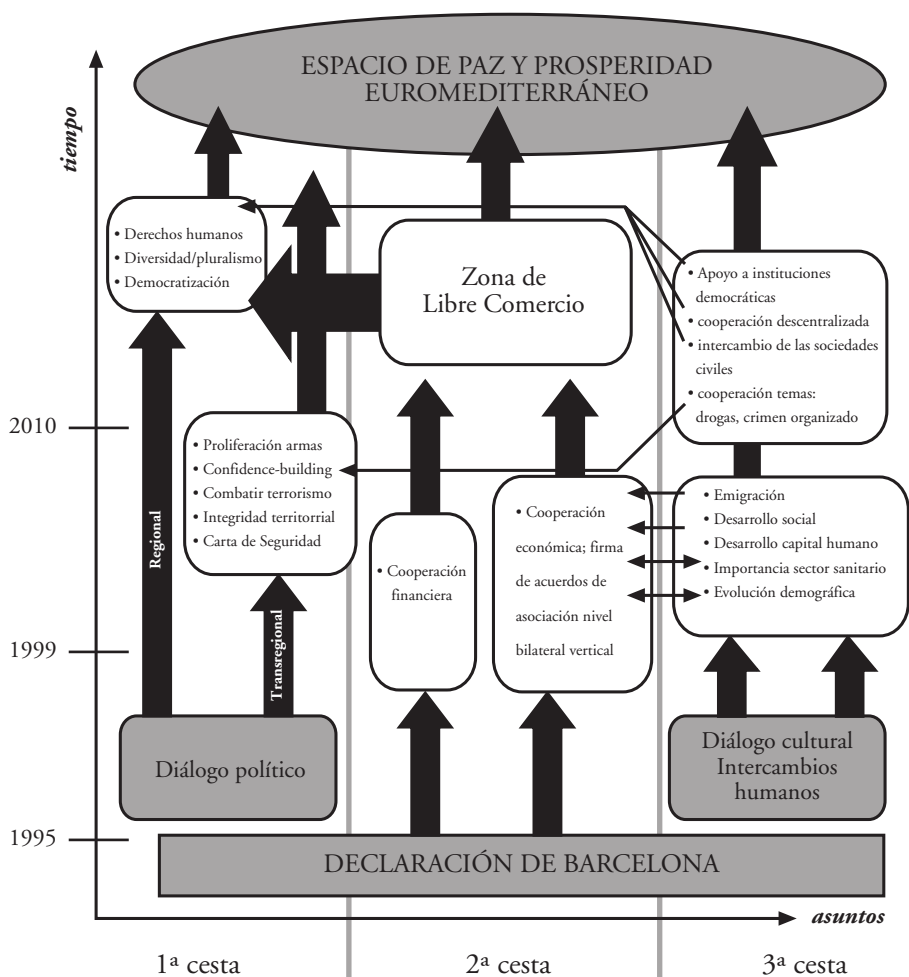 ESPACIO DE PAZ Y PROSPERIDAD
EUROMEDITERRÁNEO
tiempo
• Derechos humanos
• Diversidad/pluralismo
• Democratización
Zona de
Libre Comercio
• Apoyo a instituciones
democráticas
• cooperación descentralizada
• intercambio de las sociedades
civiles
• cooperación temas:
drogas, crimen organizado
2010
• Proliferación armas
• Confidence-building
• Combatir terrorismo
• Integridad territorrial
• Carta de Seguridad
Regional
• Cooperación
financiera
• Cooperación
económica; firma
de acuerdos de
asociación nivel
bilateral vertical
• Emigración
• Desarrollo social
• Desarrollo capital humano
• Importancia sector sanitario
• Evolución demográfica
1999
Transregional
Diálogo político
Diálogo cultural
Intercambios
humanos
1995
DECLARACIÓN DE BARCELONA
asuntos
1ª cesta
2ª cesta
3ª cesta